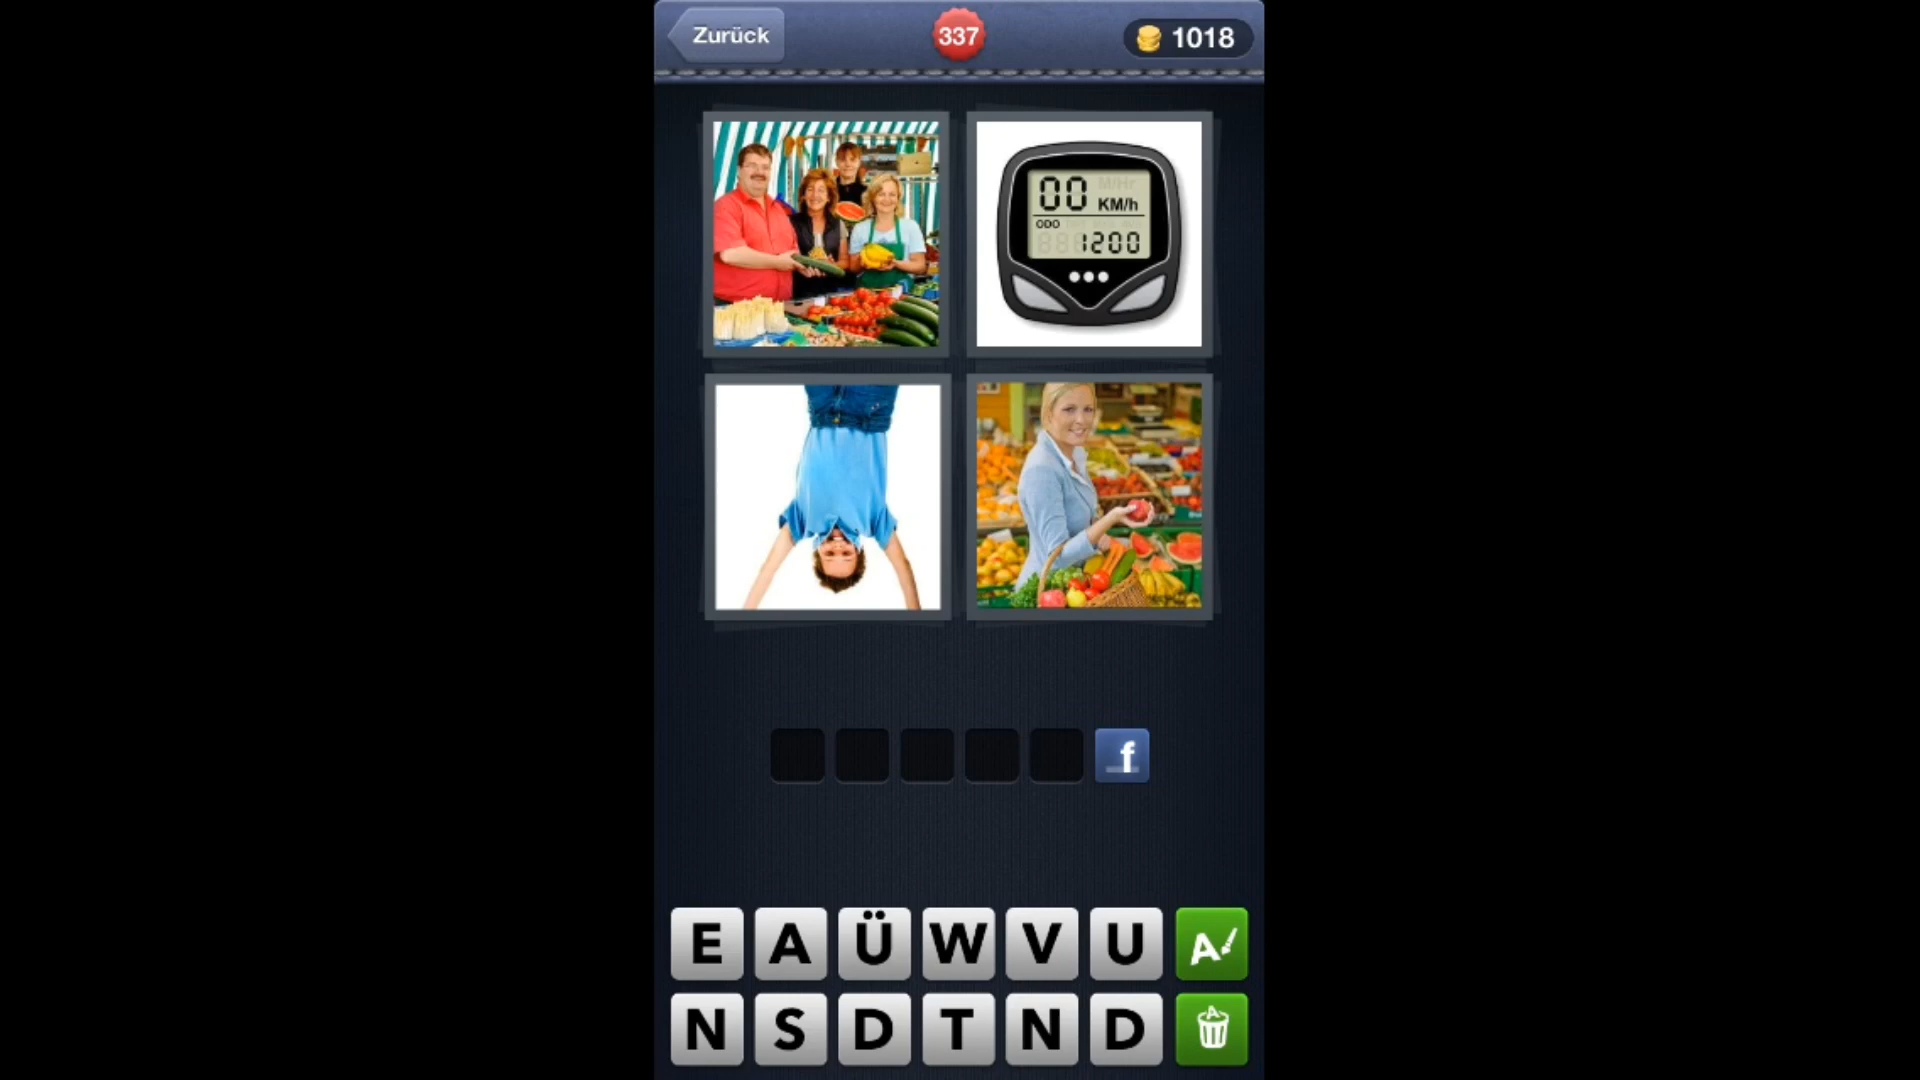 Zurück
337
1018
00
M/Hr
KM/h
ODO
1200
f
E A Ü W V U
A
N S D T N D
A